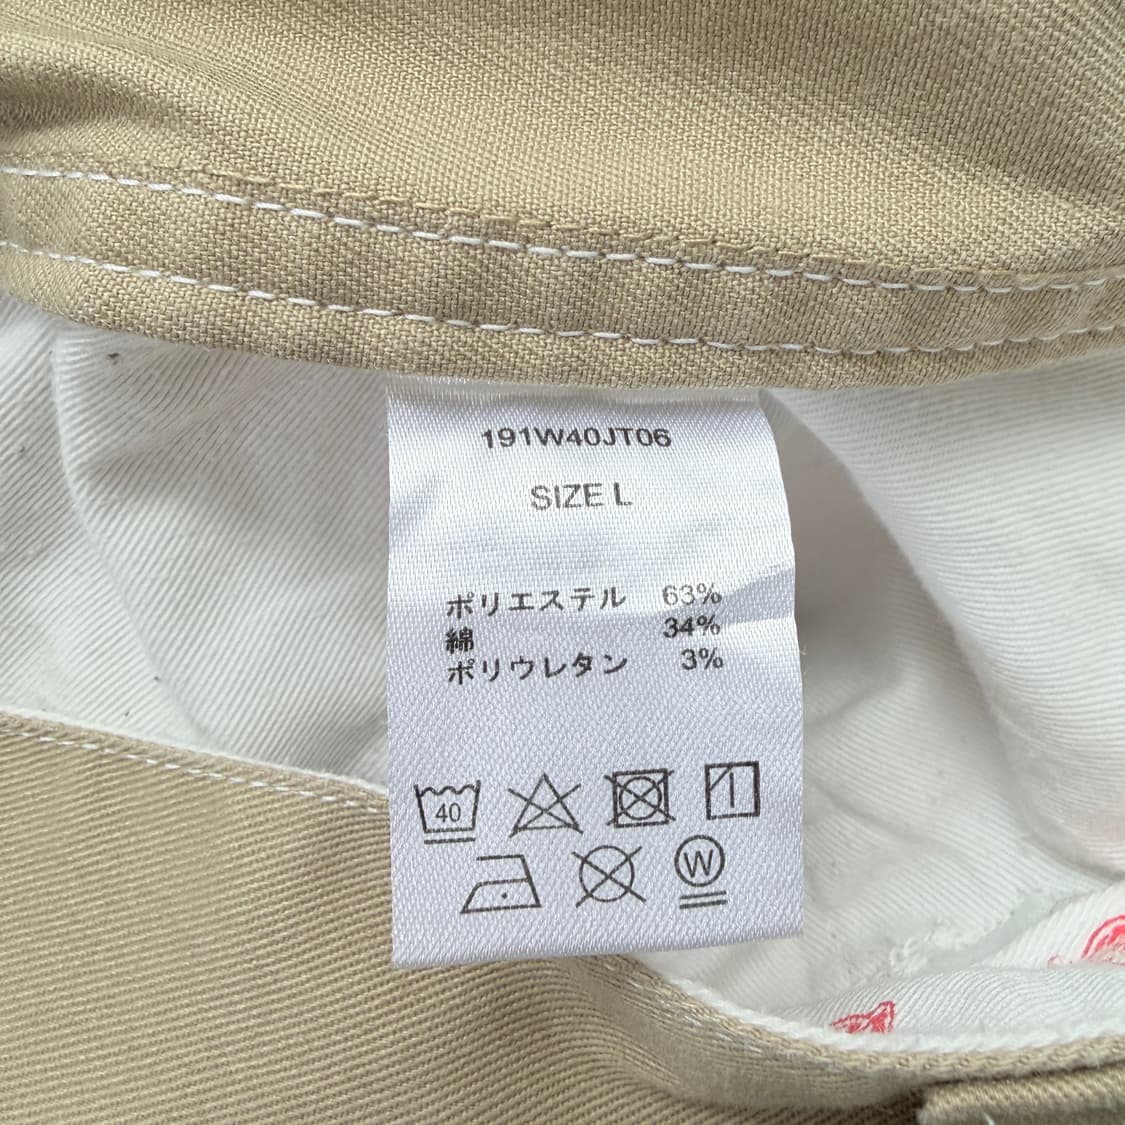 191W40JT06
SIZE L
ポリエステル 63%
綿 34%
ポリウレタン 3%
40
W